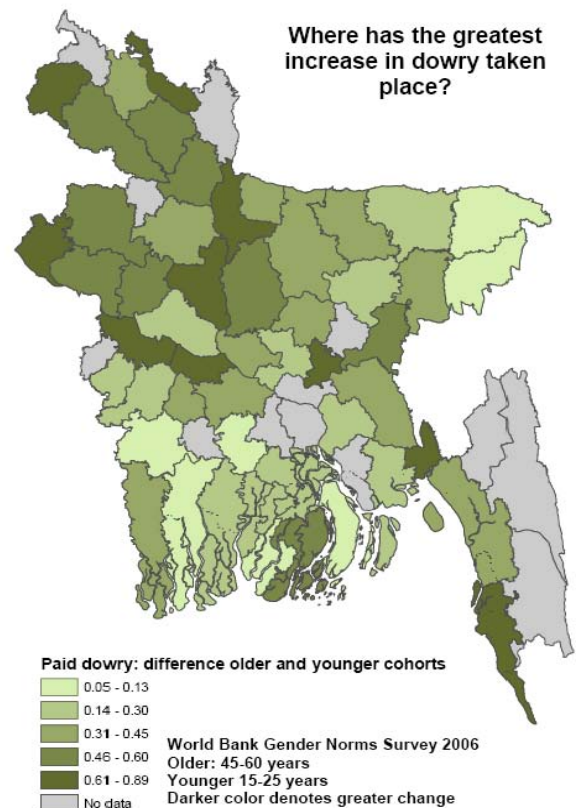 Where has the greatest
increase in dowry taken
place?
Paid dowry: difference older and younger cohorts
0.05 - 0.13
0.14 - 0.30
0.31 - 0.45
0.46 - 0.60
0.61 - 0.89
No data
World Bank Gender Norms Survey 2006
Older: 45-60 years
Younger 15-25 years
Darker color denotes greater change